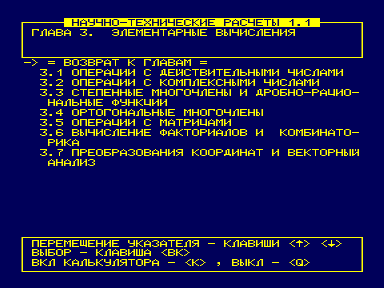 НАУЧНО-ТЕХНИЧЕСКИЕ РАСЧЕТЫ 1.1
ГЛАВА 3. ЭЛЕМЕНТАРНЫЕ ВЫЧИСЛЕНИЯ
-> = ВОЗВРАТ К ГЛАВАМ =
3.1 ОПЕРАЦИИ С ДЕЙСТВИТЕЛЬНЫМИ ЧИСЛАМИ
3.2 ОПЕРАЦИИ С КОМПЛЕКСНЫМИ ЧИСЛАМИ
3.3 СТЕПЕННЫЕ МНОГОЧЛЕНЫ И ДРОБНО-РАЦИО-
НАЛЬНЫЕ ФУНКЦИИ
3.4 ОРТОГОНАЛЬНЫЕ МНОГОЧЛЕНЫ
3.5 ОПЕРАЦИИ С МАТРИЧАМИ
3.6 ВЫЧИСЛЕНИЕ ФАКТОРИАЛОВ И КОМБИНАТО-
РИКА
3.7 ПРЕОБРАЗОВАНИЯ КООРДИНАТ И ВЕКТОРНЫЙ
АНАЛИЗ
ПЕРЕМЕЩЕНИЕ УКАЗАТЕЛЯ - КЛАВИШИ <↑> <↓>
ВЫБОР - КЛАВИША <ВК>
ВКЛ КАЛЬКУЛЯТОРА - <K> , ВЫКЛ - <Q>